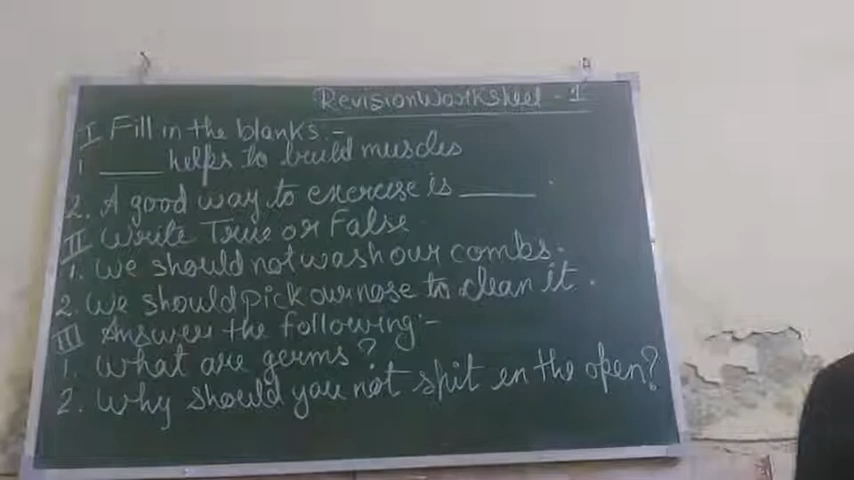 Revision Worksheet - 1
I Fill in the blanks :-
1 ____ helps to build muscles
2. A good way to exercise is ____ .
II Write True or False
1. We should not wash our combs.
2. We should pick our nose to clean it .
III Answer the following :-
1. What are germs ?
2. Why should you not spit in the open?